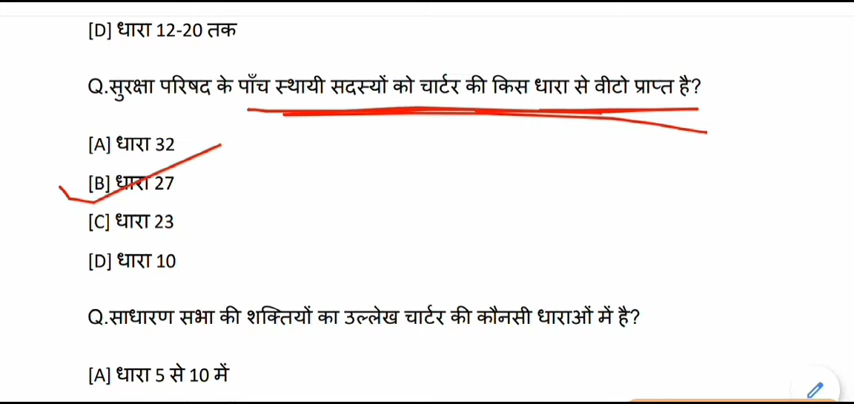 [D] धारा 12-20 तक
Q.सुरक्षा परिषद के पाँच स्थायी सदस्यों को चार्टर की किस धारा से वीटो प्राप्त है?
[A] धारा 32
[B] धारा 27
[C] धारा 23
[D] धारा 10
Q.साधारण सभा की शक्तियों का उल्लेख चार्टर की कौनसी धाराओं में है?
[A] धारा 5 से 10 में